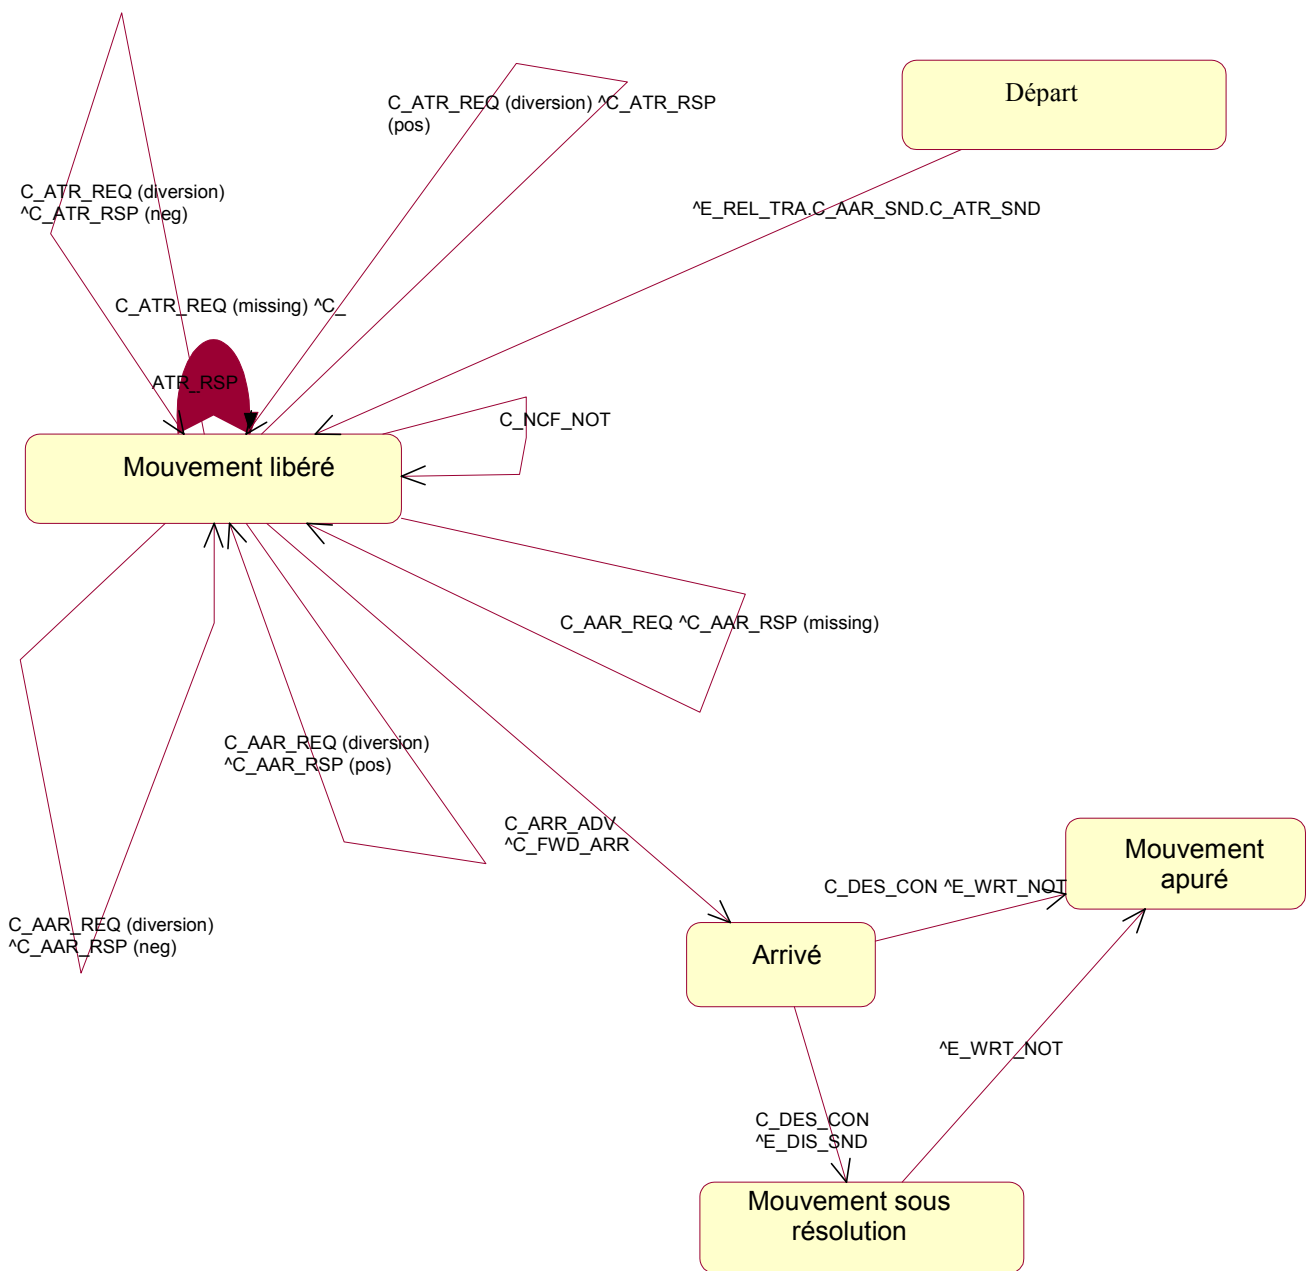 Départ
C_ATR_REQ (diversion) ^C_ATR_RSP
(pos)
C_ATR_REQ (diversion)
^C_ATR_RSP (neg)
^E_REL_TRA.C_AAR_SND.C_ATR_SND
C_ATR_REQ (missing) ^C_
ATR_RSP
C_NCF_NOT
Mouvement libéré
C_AAR_REQ ^C_AAR_RSP (missing)
C_AAR_REQ (diversion)
^C_AAR_RSP (pos)
C_ARR_ADV
^C_FWD_ARR
C_AAR_REQ (diversion)
^C_AAR_RSP (neg)
Mouvement
apuré
C_DES_CON ^E_WRT_NOT
Arrivé
^E_WRT_NOT
C_DES_CON
^E_DIS_SND
Mouvement sous
résolution